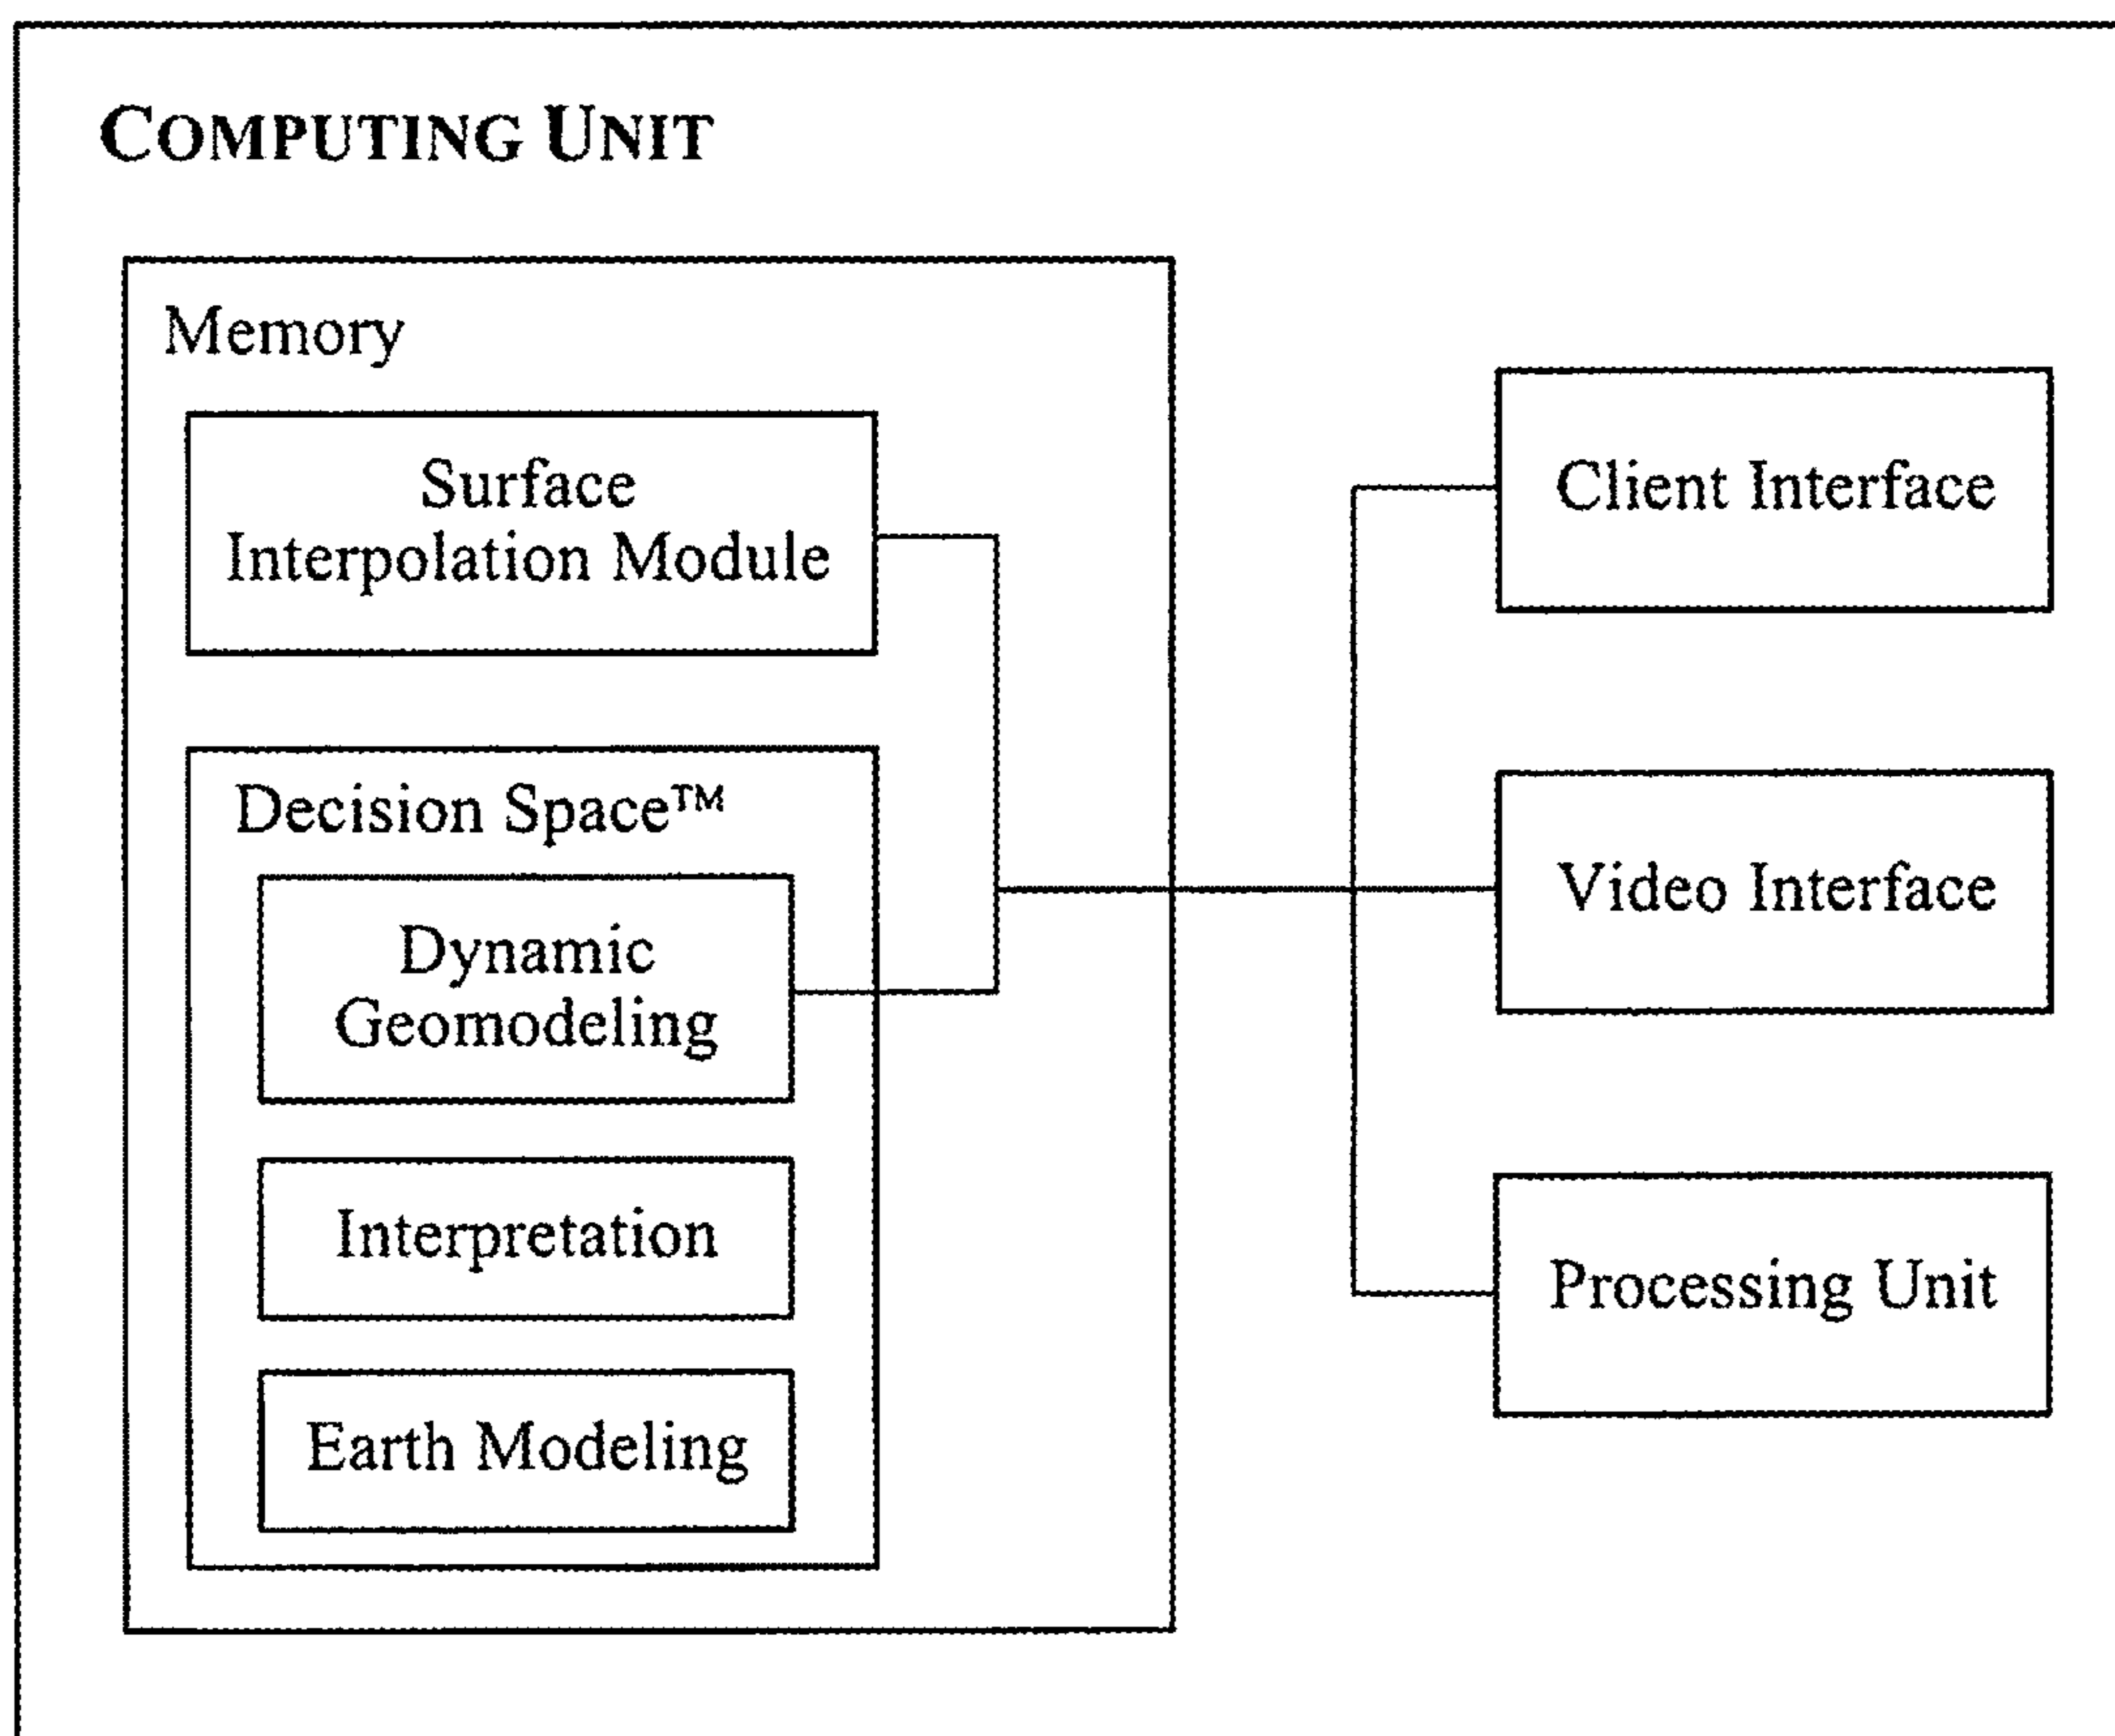 COMPUTING UNIT
Memory
Surface
Interpolation Module
Decision Space™
Dynamic
Geomodeling
Interpretation
Earth Modeling
Client Interface
Video Interface
Processing Unit